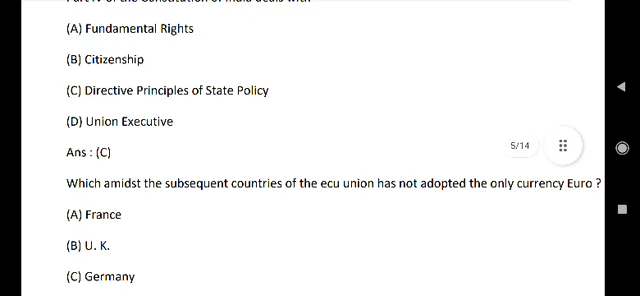 (A) Fundamental Rights
(B) Citizenship
(C) Directive Principles of State Policy
(D) Union Executive
Ans : (C)
5/14
Which amidst the subsequent countries of the ecu union has not adopted the only currency Euro ?
(A) France
(B) U. K.
(C) Germany